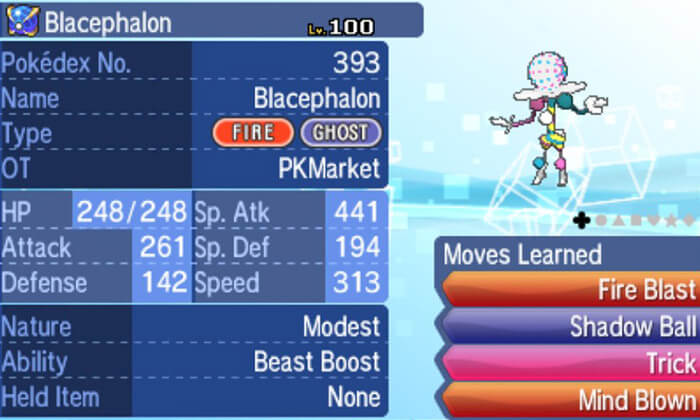 Blacephalon Lv.100
Pokédex No. 393
Name Blacephalon
Type FIRE GHOST
OT PKMarket
HP 248/248 Sp. Atk 441
Attack 261 Sp. Def 194
Defense 142 Speed 313
Nature Modest
Ability Beast Boost
Held Item None
Moves Learned
Fire Blast
Shadow Ball
Trick
Mind Blown